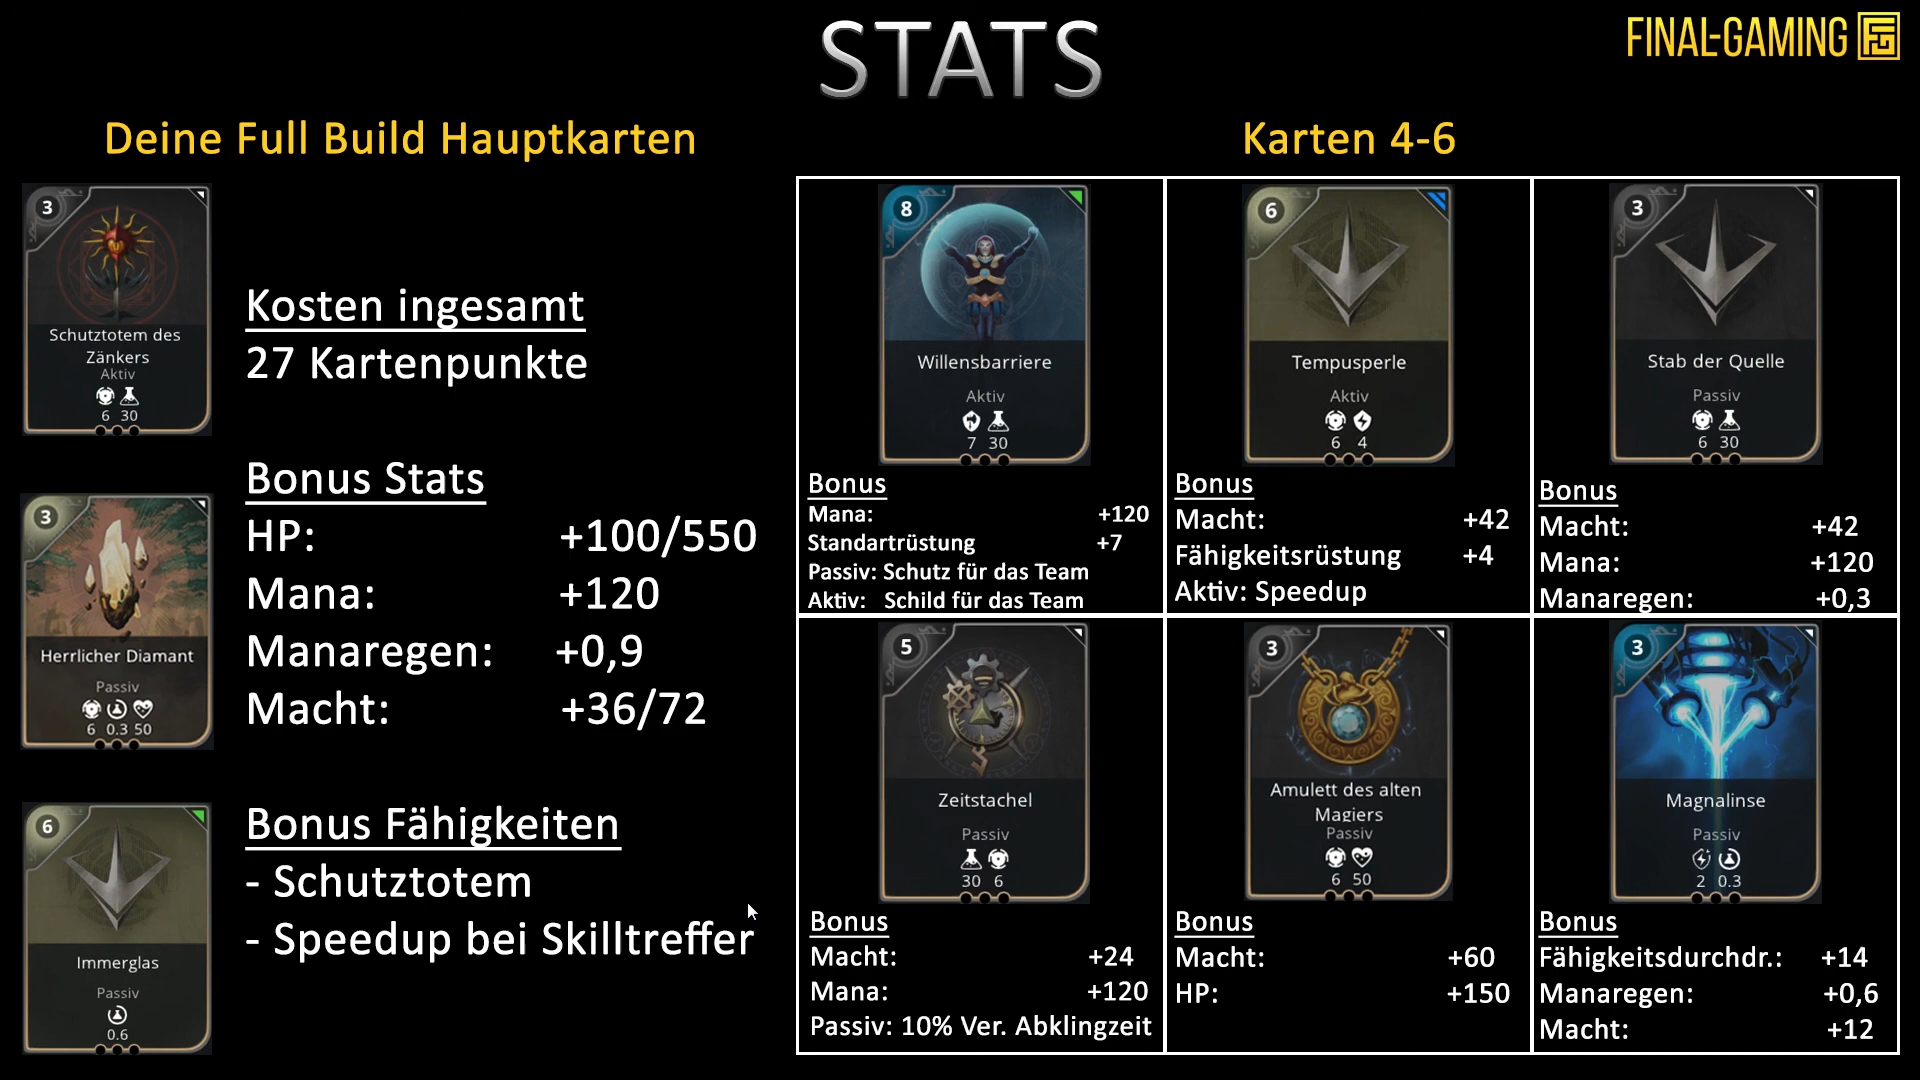 STATS
FINAL-GAMING
Deine Full Build Hauptkarten
3
Schutztotem des
Zänkers
Aktiv
6 30
3
Herrlicher Diamant
Passiv
6 0.3 50
6
Immerglas
Passiv
0.6
Kosten ingesamt
27 Kartenpunkte
Bonus Stats
HP: +100/550
Mana: +120
Manaregen: +0,9
Macht: +36/72
Bonus Fähigkeiten
- Schutztotem
- Speedup bei Skilltreffer
Karten 4-6
8
Willensbarriere
Aktiv
7 30
Bonus
Mana: +120
Standartrüstung +7
Passiv: Schutz für das Team
Aktiv: Schild für das Team
6
Tempusperle
Aktiv
6 4
Bonus
Macht: +42
Fähigkeitsrüstung +4
Aktiv: Speedup
3
Stab der Quelle
Passiv
6 30
Bonus
Macht: +42
Mana: +120
Manaregen: +0,3
5
Zeitstachel
Passiv
30 6
Bonus
Macht: +24
Mana: +120
Passiv: 10% Ver. Abklingzeit
3
Amulett des alten
Magiers
Passiv
6 50
Bonus
Macht: +60
HP: +150
3
Magnalinse
Passiv
2 0.3
Bonus
Fähigkeitsdurchdr.: +14
Manaregen: +0,6
Macht: +12